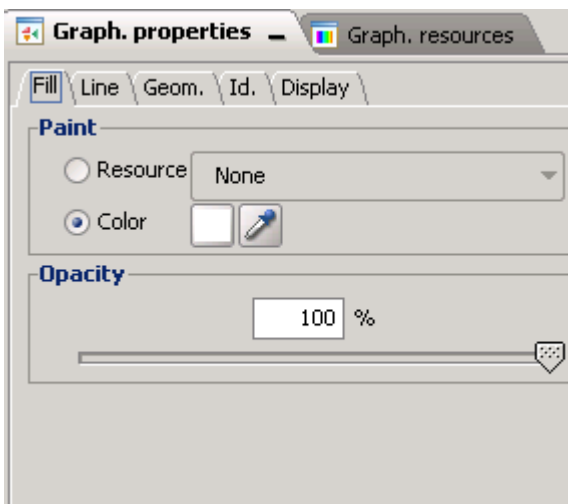 Graph. properties Graph. resources
Fill Line Geom. Id. Display
Paint
Resource None
Color
Opacity
100 %